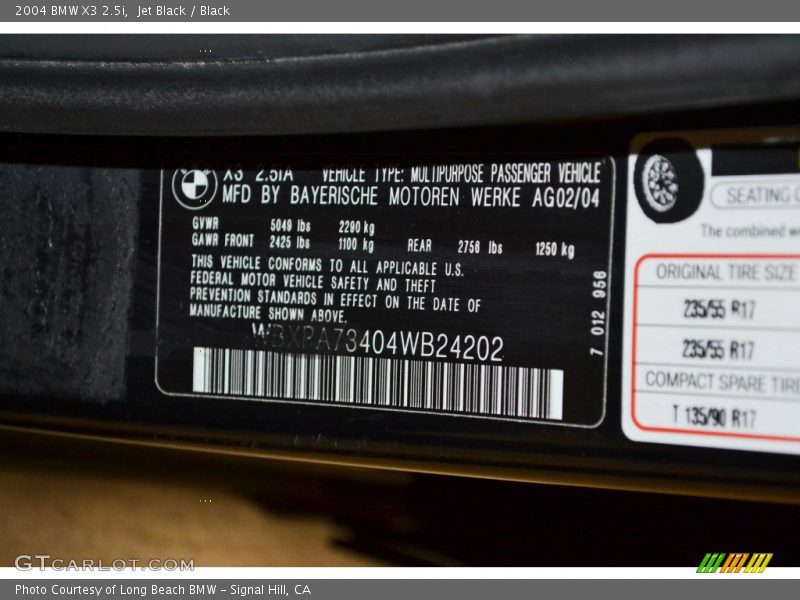 2004 BMW X3 2.5i,  Jet Black / Black
X3 2.5IA VEHICLE TYPE: MULTIPURPOSE PASSENGER VEHICLE
MFD BY BAYERISCHE MOTOREN WERKE AG02/04
GVWR 5049 lbs 2290 kg
GAWR FRONT 2425 lbs 1100 kg REAR 2756 lbs 1250 kg
THIS VEHICLE CONFORMS TO ALL APPLICABLE U.S.
FEDERAL MOTOR VEHICLE SAFETY AND THEFT
PREVENTION STANDARDS IN EFFECT ON THE DATE OF
MANUFACTURE SHOWN ABOVE.
WBXPA73404WB24202
7 012 956
SEATING
The combined
ORIGINAL TIRE SIZE
235/55 R17
235/55 R17
COMPACT SPARE TIRE
T 135/90 R17
GTCARLOT.COM
Photo Courtesy of Long Beach BMW - Signal Hill, CA